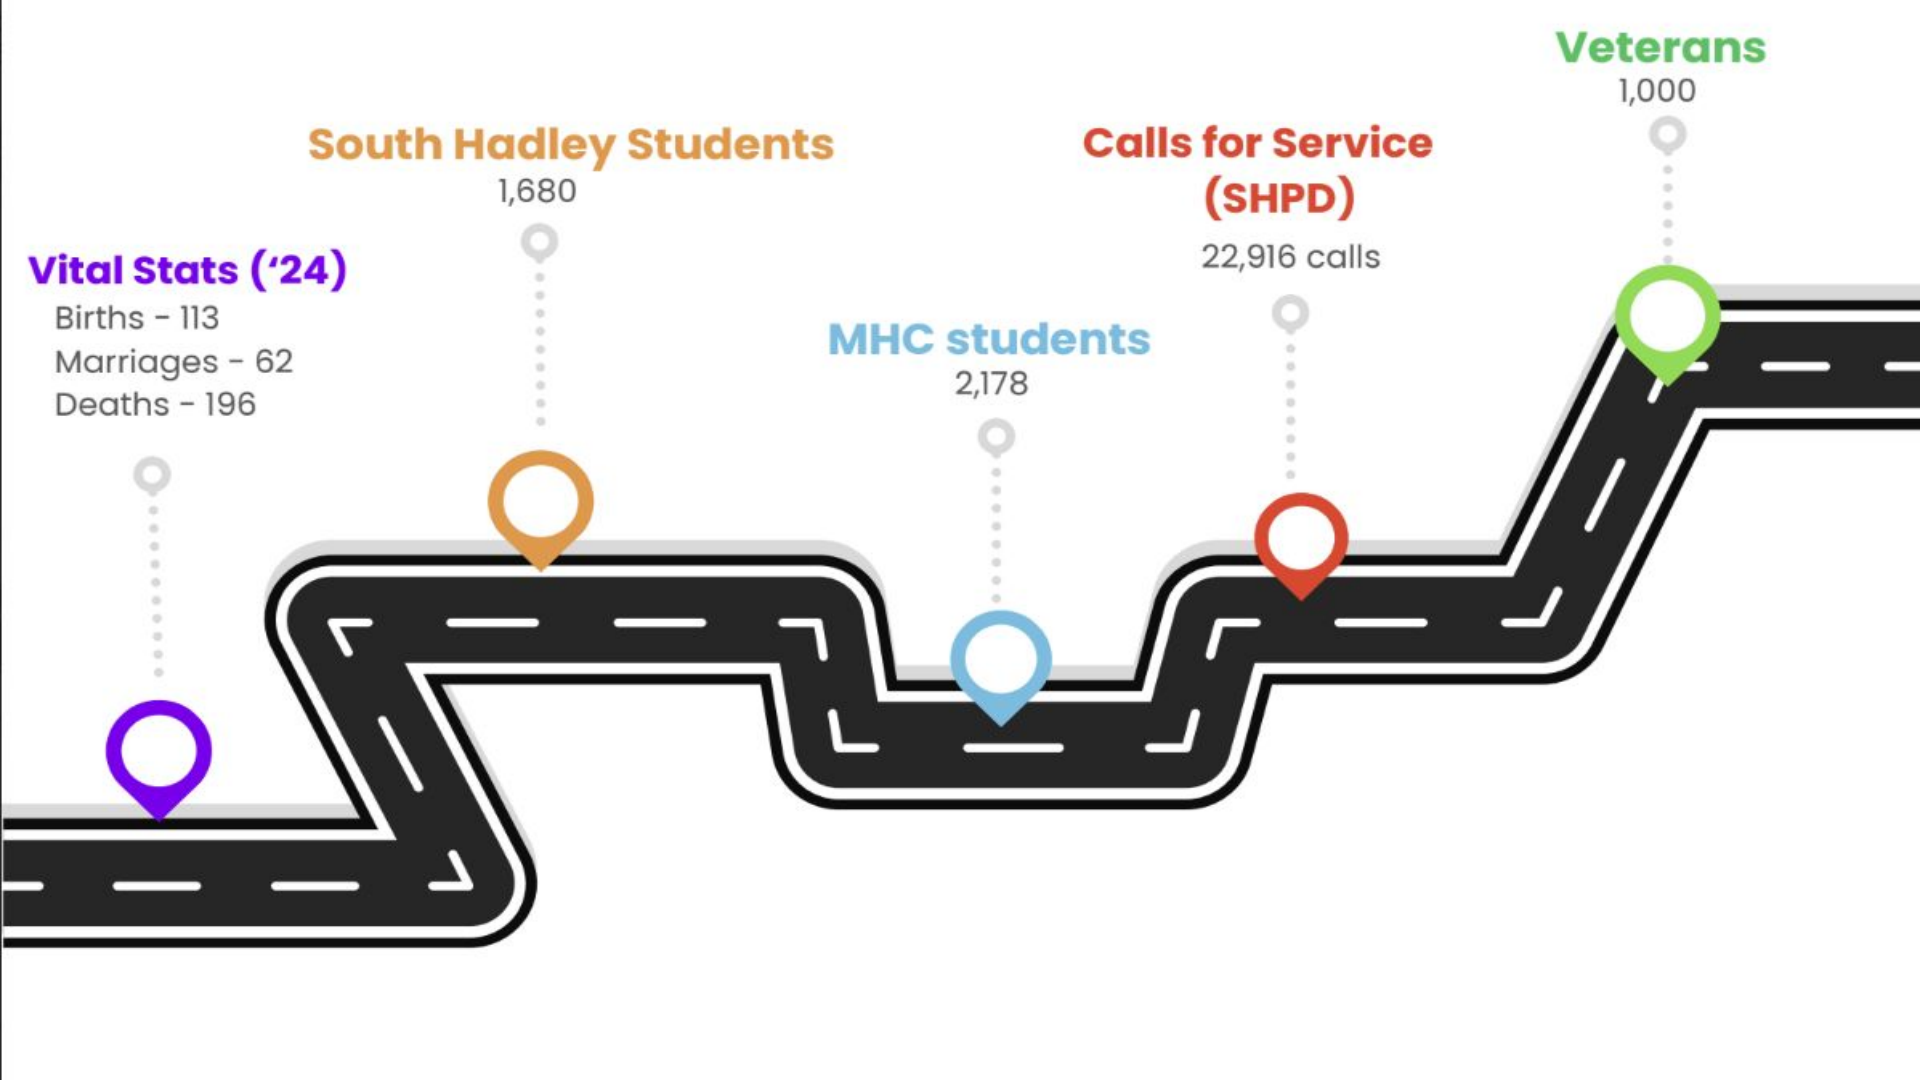 Vital Stats (‘24)
Births - 113
Marriages - 62
Deaths - 196
South Hadley Students
1,680
MHC students
2,178
Calls for Service
(SHPD)
22,916 calls
Veterans
1,000